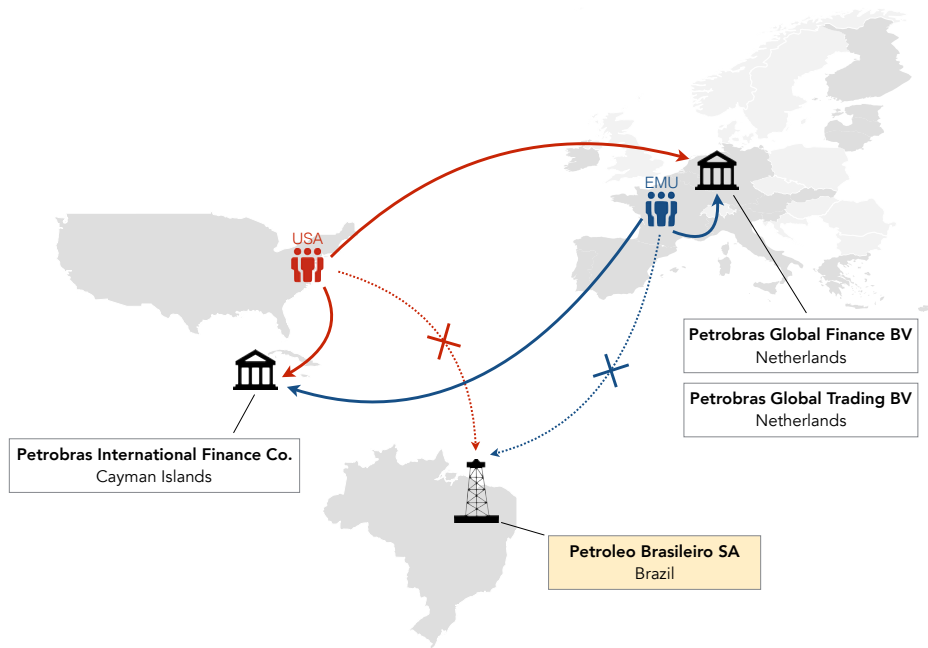 EMU
USA
Petrobras Global Finance BV
Netherlands
Petrobras Global Trading BV
Netherlands
Petrobras International Finance Co.
Cayman Islands
Petroleo Brasileiro SA
Brazil